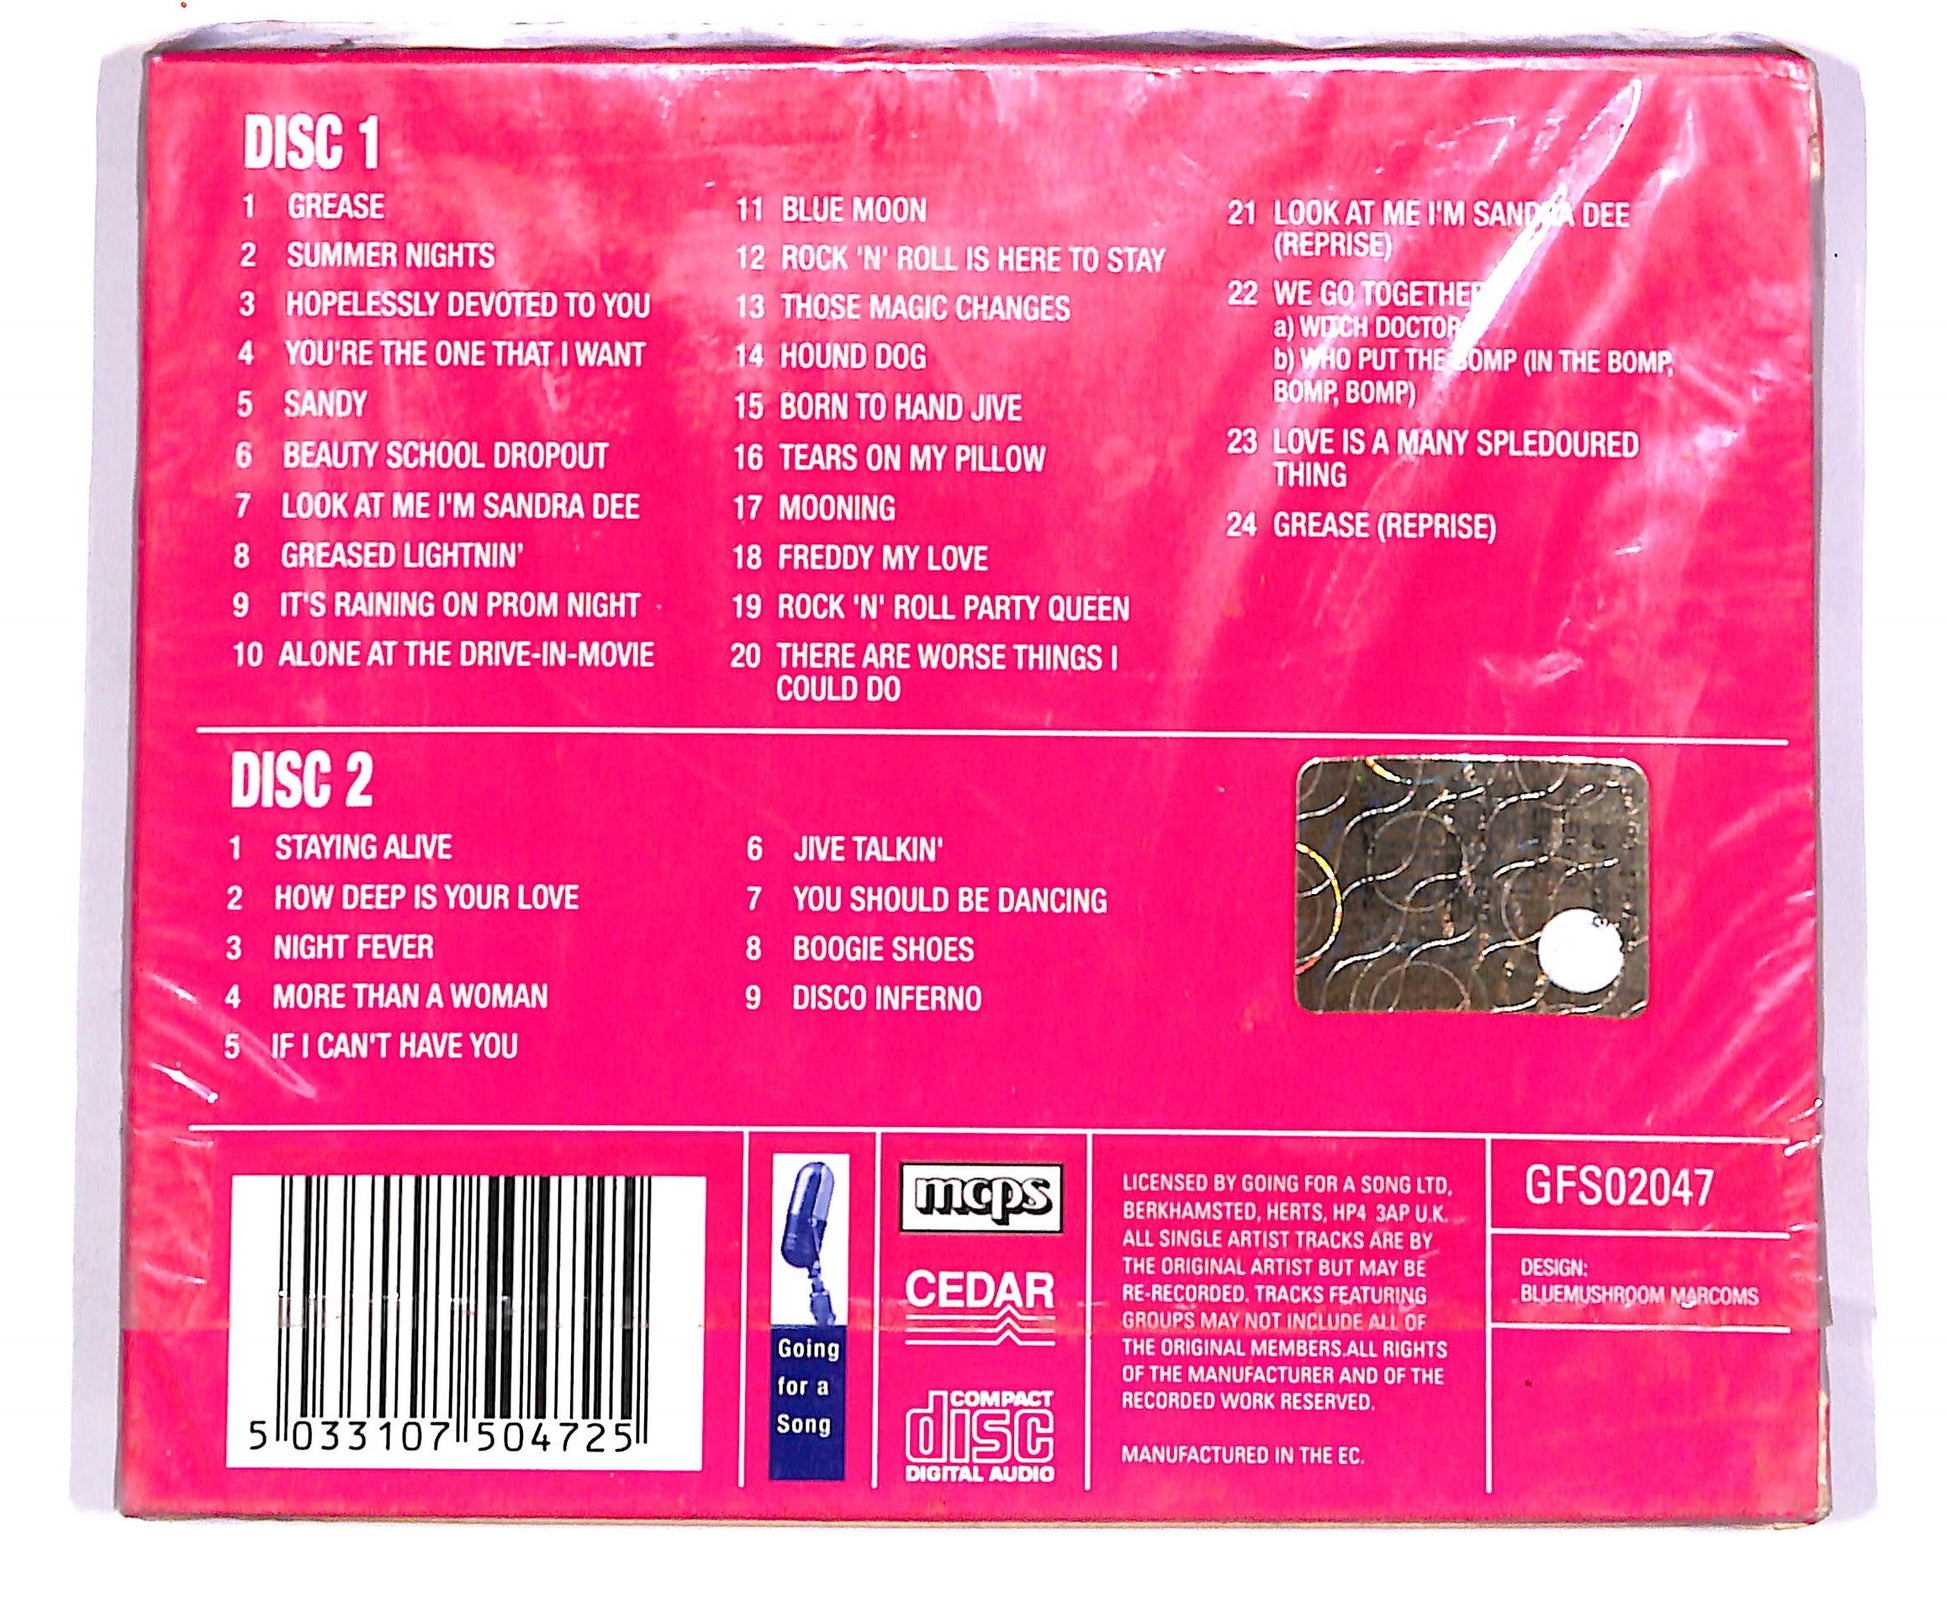 DISC 1
1 GREASE
2 SUMMER NIGHTS
3 HOPELESSLY DEVOTED TO YOU
4 YOU'RE THE ONE THAT I WANT
5 SANDY
6 BEAUTY SCHOOL DROPOUT
7 LOOK AT ME I'M SANDRA DEE
8 GREASED LIGHTNIN'
9 IT'S RAINING ON PROM NIGHT
10 ALONE AT THE DRIVE-IN-MOVIE
11 BLUE MOON
12 ROCK 'N' ROLL IS HERE TO STAY
13 THOSE MAGIC CHANGES
14 HOUND DOG
15 BORN TO HAND JIVE
16 TEARS ON MY PILLOW
17 MOONING
18 FREDDY MY LOVE
19 ROCK 'N' ROLL PARTY QUEEN
20 THERE ARE WORSE THINGS I
COULD DO
21 LOOK AT ME I'M SANDRA DEE
(REPRISE)
22 WE GO TOGETHER
a) WITCH DOCTOR
b) WHO PUT THE BOMP (IN THE BOMP,
BOMP, BOMP)
23 LOVE IS A MANY SPLEDOURED
THING
24 GREASE (REPRISE)
DISC 2
1 STAYING ALIVE
2 HOW DEEP IS YOUR LOVE
3 NIGHT FEVER
4 MORE THAN A WOMAN
5 IF I CAN'T HAVE YOU
6 JIVE TALKIN'
7 YOU SHOULD BE DANCING
8 BOOGIE SHOES
9 DISCO INFERNO
5 033107 504725
Going
for a
Song
mcps
CEDAR
COMPACT
disc
DIGITAL AUDIO
LICENSED BY GOING FOR A SONG LTD,
BERKHAMSTED, HERTS, HP4 3AP U.K.
ALL SINGLE ARTIST TRACKS ARE BY
THE ORIGINAL ARTIST BUT MAY BE
RE-RECORDED. TRACKS FEATURING
GROUPS MAY NOT INCLUDE ALL OF
THE ORIGINAL MEMBERS.ALL RIGHTS
OF THE MANUFACTURER AND OF THE
RECORDED WORK RESERVED.
MANUFACTURED IN THE EC.
GFS02047
DESIGN:
BLUEMUSHROOM MARCOMS